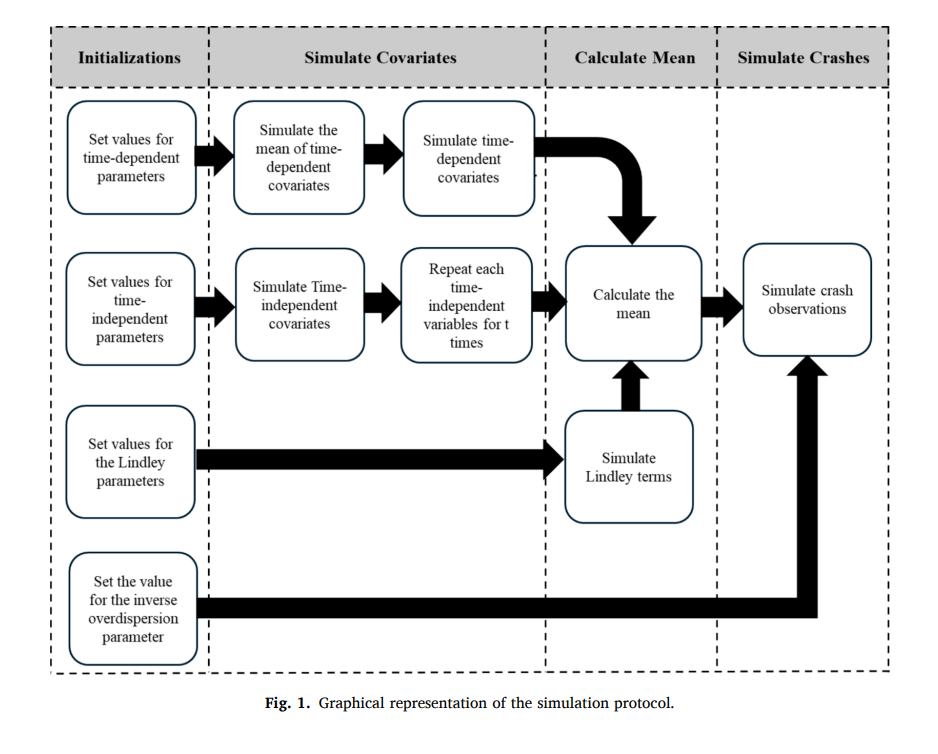 Initializations
Simulate Covariates
Calculate Mean
Simulate Crashes
Set values for
time-dependent
parameters
Simulate the
mean of time-
dependent
covariates
Simulate time-
dependent
covariates
Set values for
time-
independent
parameters
Simulate Time-
independent
covariates
Repeat each
time-
independent
variables for t
times
Calculate the
mean
Simulate crash
observations
Set values for
the Lindley
parameters
Simulate
Lindley terms
Set the value
for the inverse
overdispersion
parameter
Fig. 1. Graphical representation of the simulation protocol.